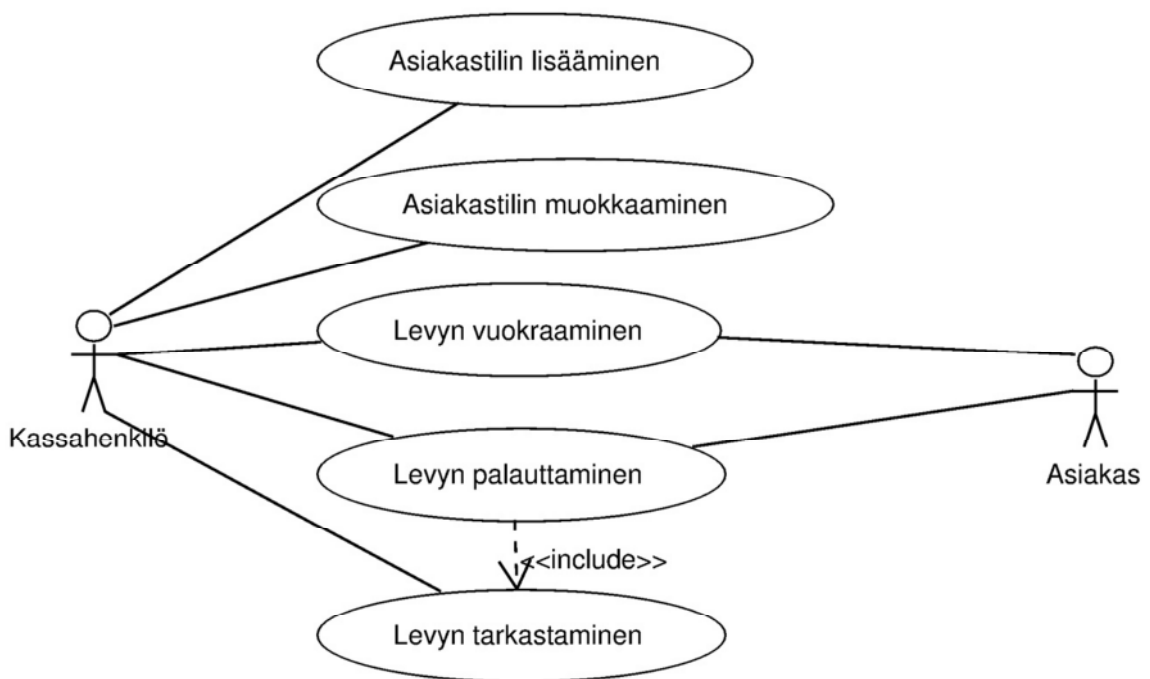 Asiakastilin lisääminen
Asiakastilin muokkaaminen
Levyn vuokraaminen
Kassahenkilö
Levyn palauttaminen
Asiakas
<<include>>
Levyn tarkastaminen